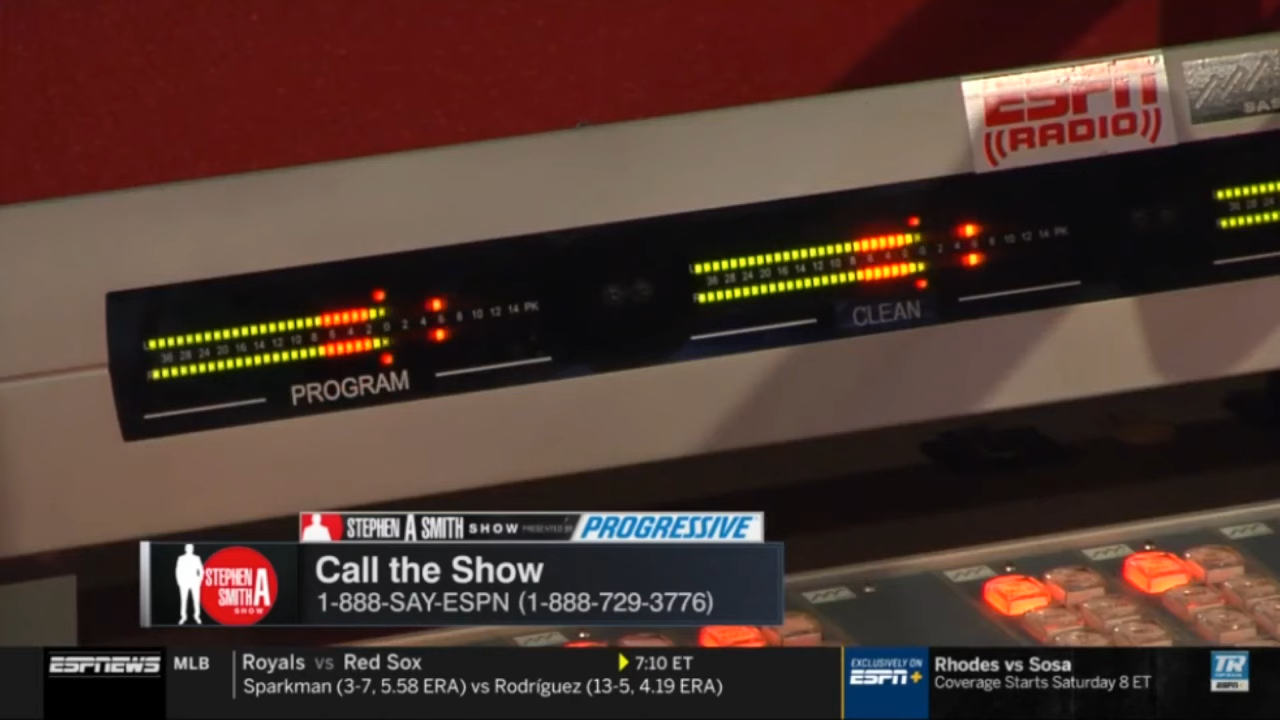 ESPN
((RADIO))
36 28 24 20 16 14 12 10 8 6 4 2 0 2 4 6 8 10 12 14 PK
PROGRAM
36 28 24 20 16 14 12 10 8 6 4 2 0 2 4 6 8 10 12 14 PK
CLEAN
STEPHEN A SMITH SHOW PRESENTED BY PROGRESSIVE
STEPHEN A
SMITH
SHOW
Call the Show
1-888-SAY-ESPN (1-888-729-3776)
ESPNEWS MLB Royals vs Red Sox 7:10 ET
Sparkman (3-7, 5.58 ERA) vs Rodríguez (13-5, 4.19 ERA)
EXCLUSIVELY ON
ESPN+
Rhodes vs Sosa
Coverage Starts Saturday 8 ET
TR